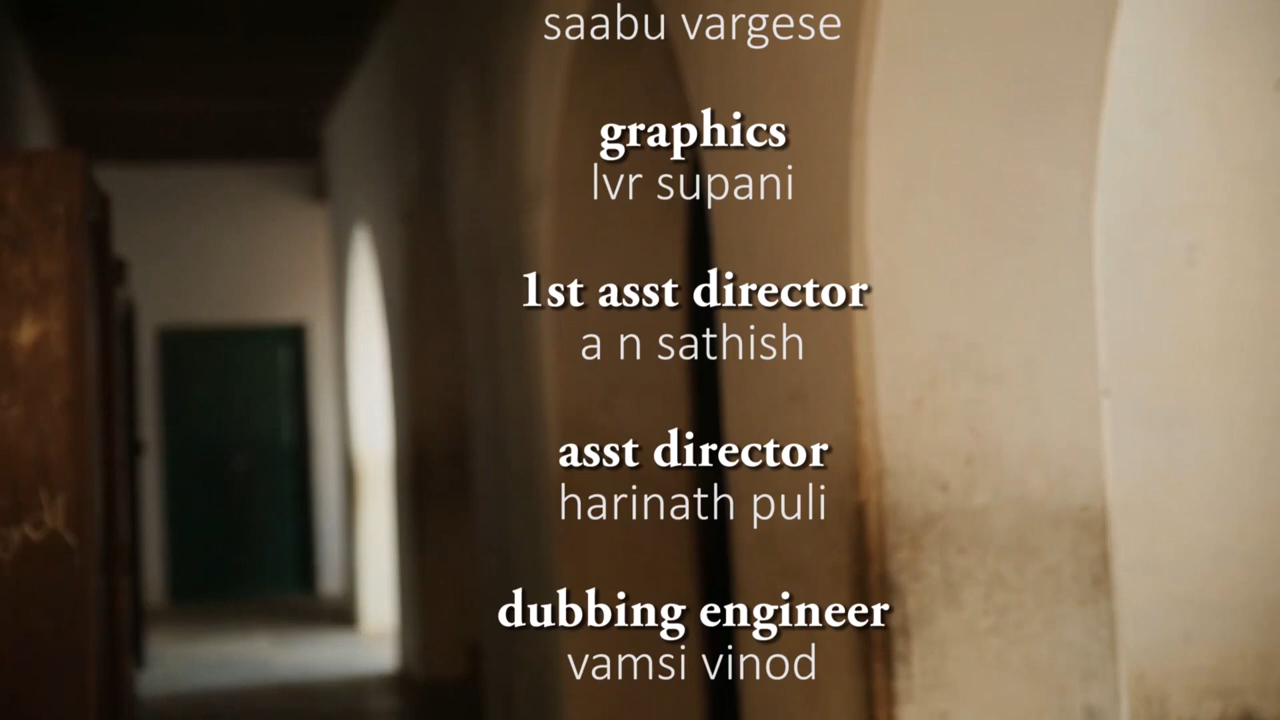 saabu vargese
graphics
lvr supani
1st asst director
a n sathish
asst director
harinath puli
dubbing engineer
vamsi vinod